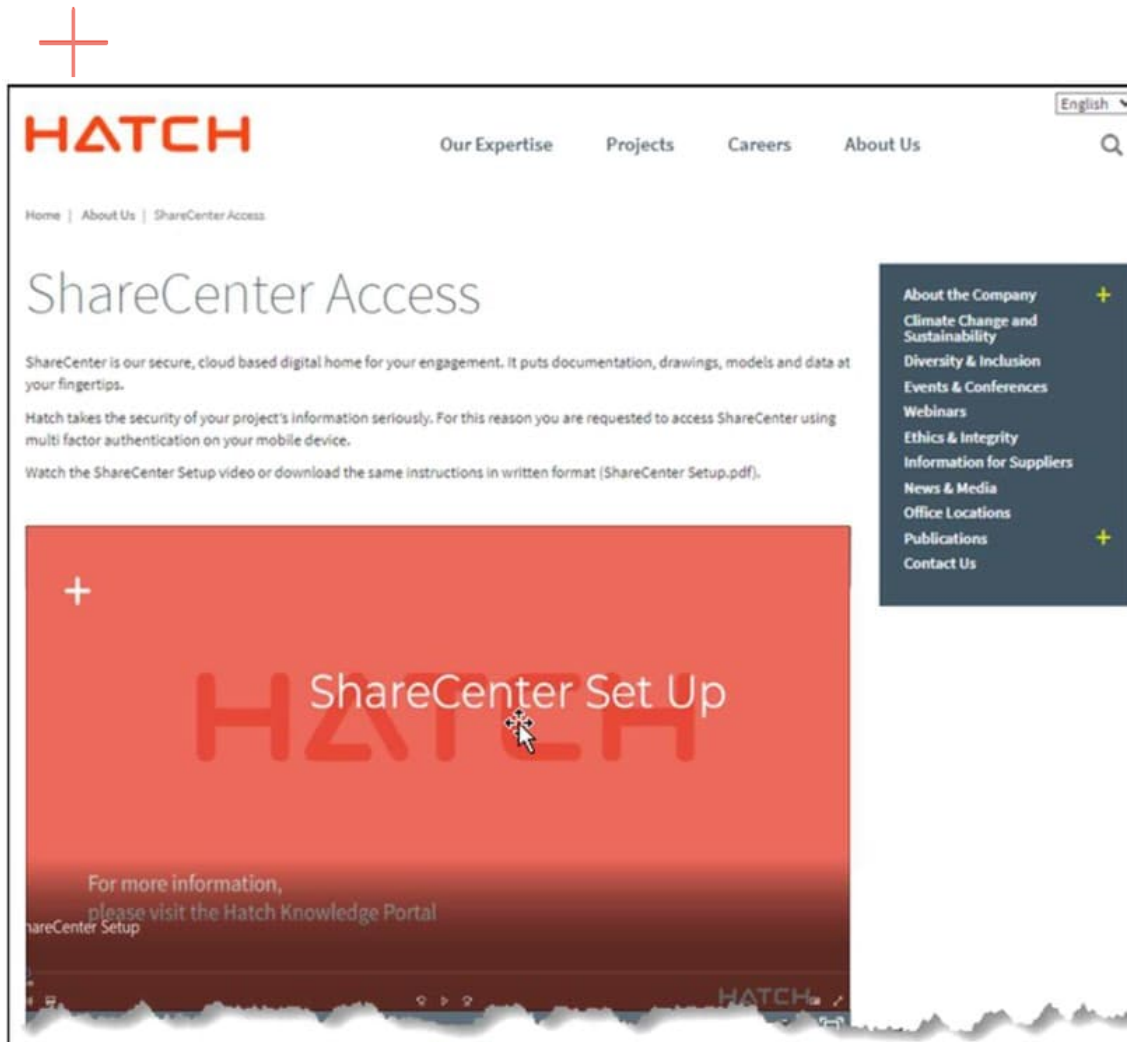 English
HATCH
Our Expertise Projects Careers About Us
Home | About Us | ShareCenter Access
ShareCenter Access
ShareCenter is our secure, cloud based digital home for your engagement. It puts documentation, drawings, models and data at
your fingertips.
Hatch takes the security of your project's information seriously. For this reason you are requested to access ShareCenter using
multi factor authentication on your mobile device.
Watch the ShareCenter Setup video or download the same instructions in written format (ShareCenter Setup.pdf).
About the Company +
Climate Change and
Sustainability
Diversity & Inclusion
Events & Conferences
Webinars
Ethics & Integrity
Information for Suppliers
News & Media
Office Locations
Publications +
Contact Us
HATCH
ShareCenter Set Up
For more information,
please visit the Hatch Knowledge Portal
hareCenter Setup
HATCH